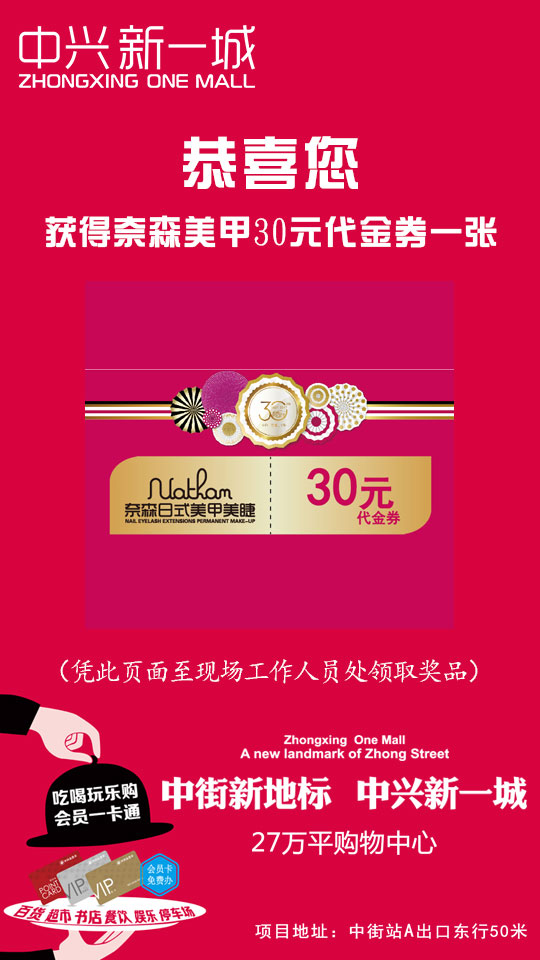 中兴新一城
ZHONGXING ONE MALL
恭喜您
获得奈森美甲30元代金券一张
30
Nathan
奈森日式美甲美睫
NAIL EYELASH EXTENSIONS PERMANENT MAKE-UP
30元
代金券
(凭此页面至现场工作人员处领取奖品)
Zhongxing One Mall
A new landmark of Zhong Street
中街新地标 中兴新一城
27万平购物中心
吃喝玩乐购
会员一卡通
POINT
CARD
VIP
VIP
会员卡
免费办
百货 超市 书店 餐饮 娱乐 停车场
项目地址：中街站A出口东行50米